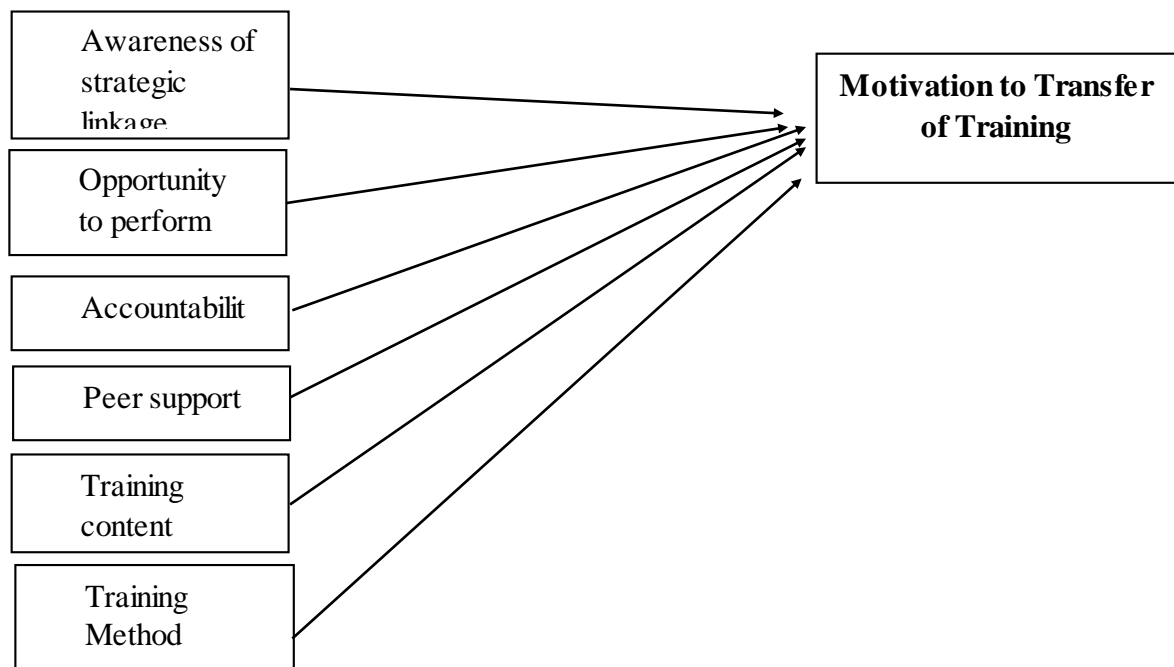 Awareness of
strategic
linkage
Motivation to Transfer
of Training
Opportunity
to perform
Accountabilit
Peer support
Training
content
Training
Method